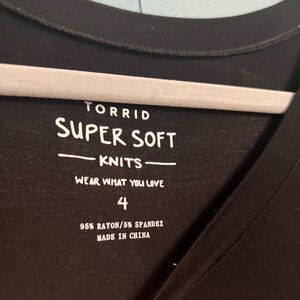 TORRID
SUPER SOFT
KNITS
WEAR WHAT YOU LOVE
4
95% RAYON/5% SPANDEX
MADE IN CHINA